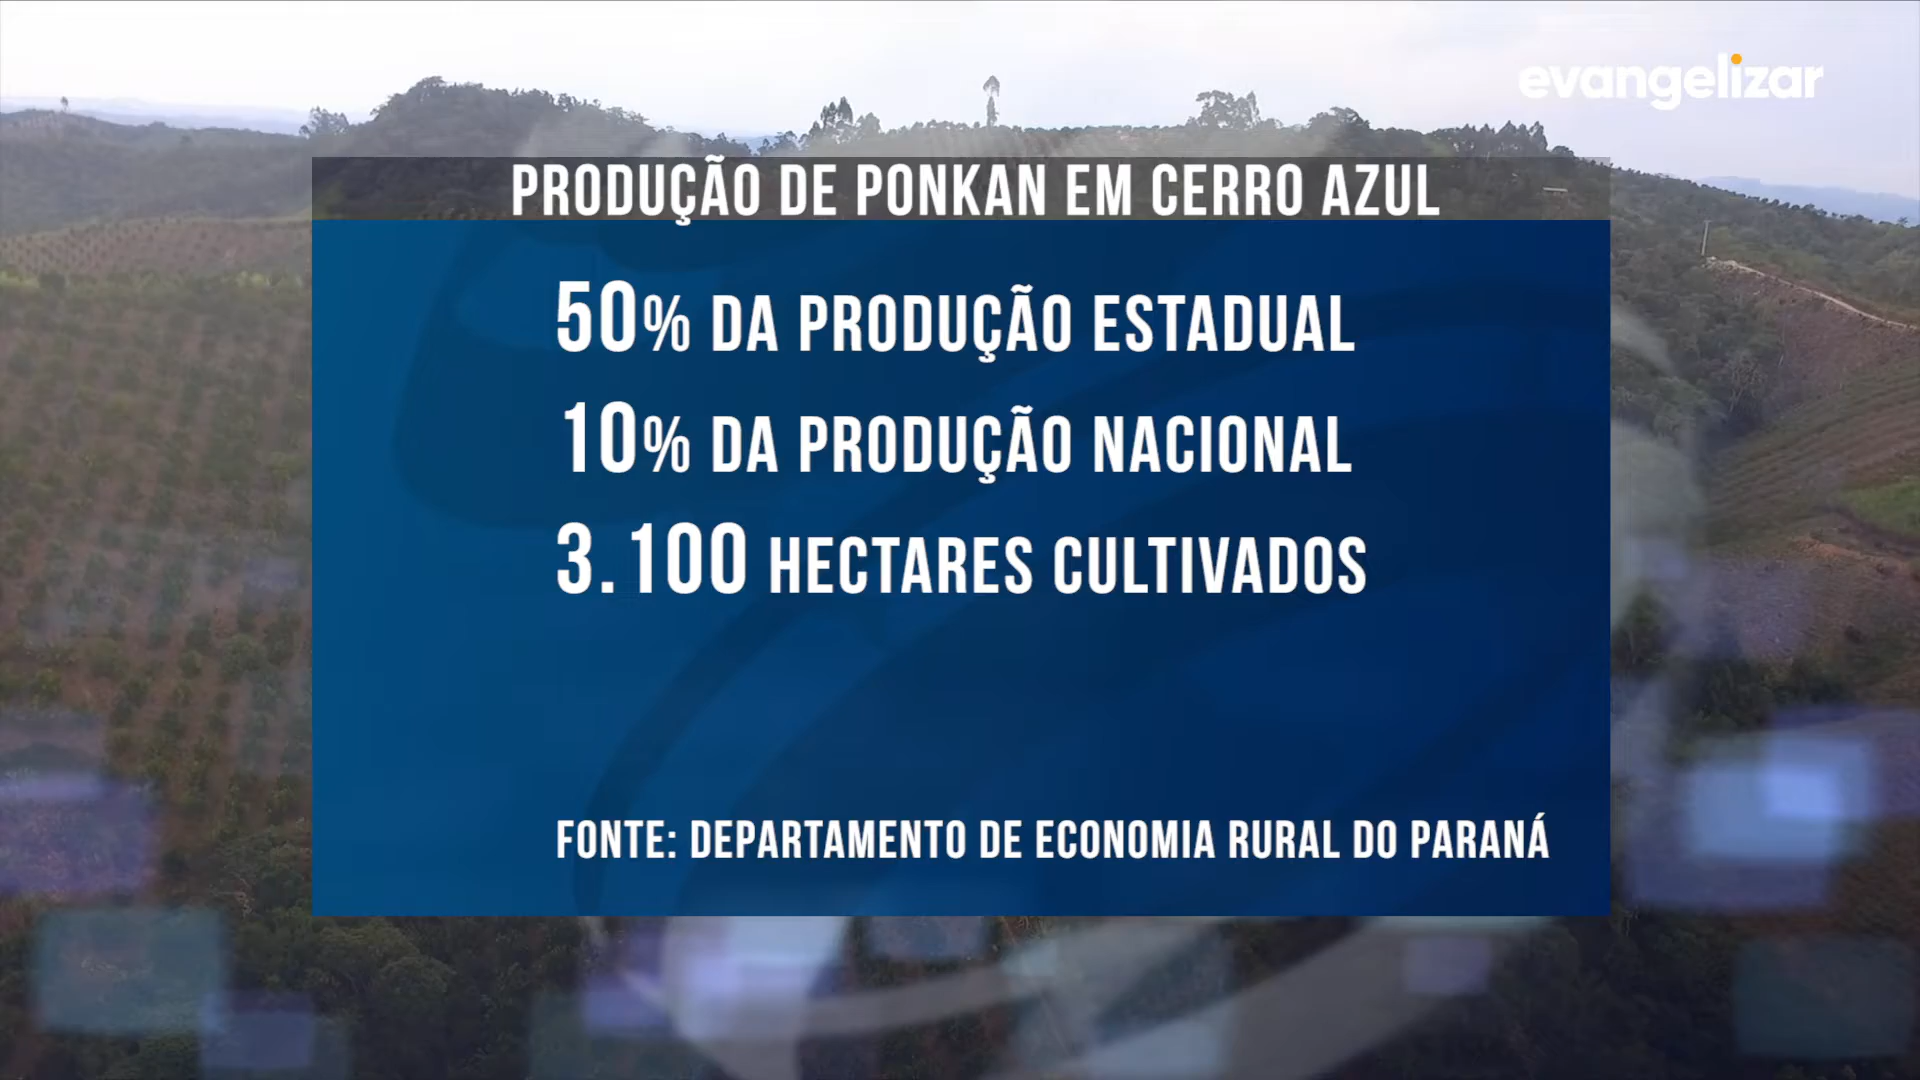 evangelizar
PRODUÇÃO DE PONKAN EM CERRO AZUL
50% DA PRODUÇÃO ESTADUAL
10% DA PRODUÇÃO NACIONAL
3.100 HECTARES CULTIVADOS
FONTE: DEPARTAMENTO DE ECONOMIA RURAL DO PARANÁ